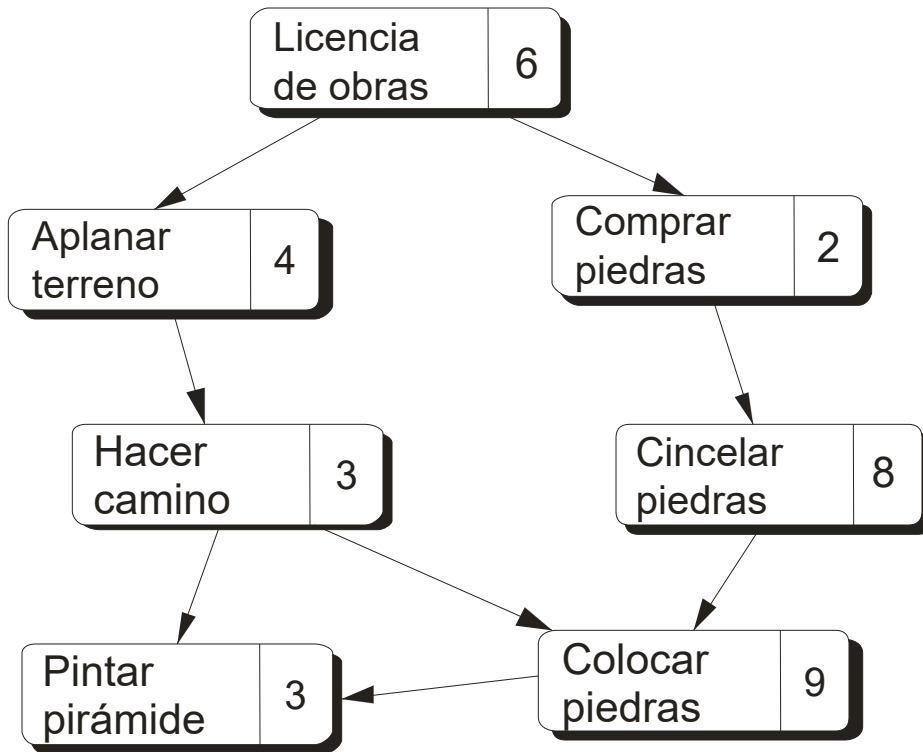 Licencia
de obras
6
Aplanar
terreno
4
Comprar
piedras
2
Hacer
camino
3
Cincelar
piedras
8
Pintar
pirámide
3
Colocar
piedras
9